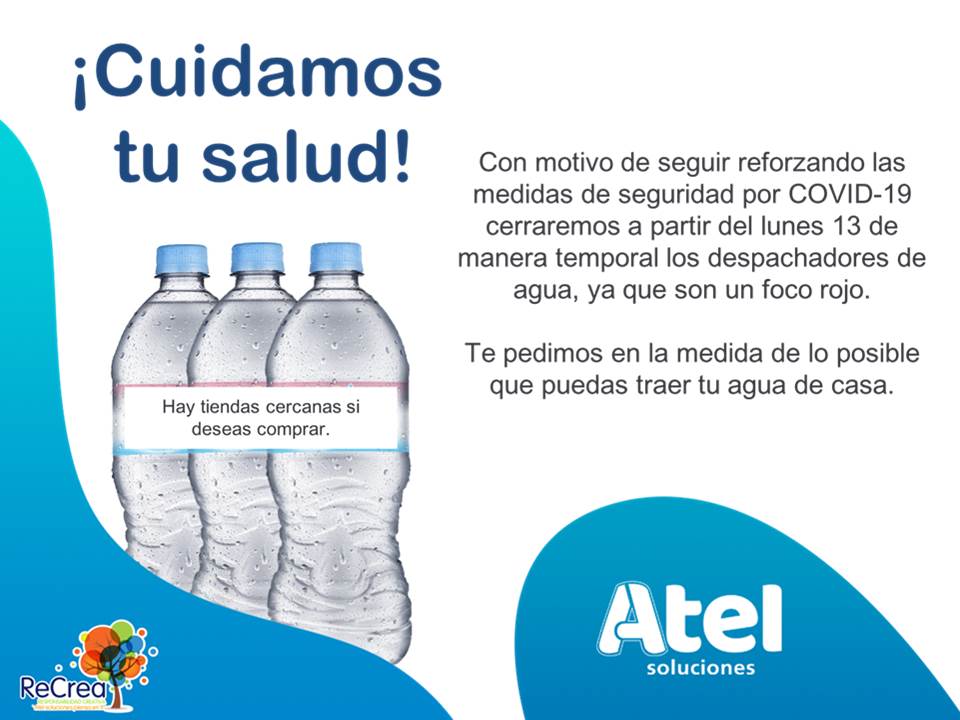 ¡Cuidamos
tu salud!
Con motivo de seguir reforzando las
medidas de seguridad por COVID-19
cerraremos a partir del lunes 13 de
manera temporal los despachadores de
agua, ya que son un foco rojo.
Te pedimos en la medida de lo posible
que puedas traer tu agua de casa.
Hay tiendas cercanas si
deseas comprar.
Atel
soluciones
ReCrea
RESPONSABILIDAD CREATIVA